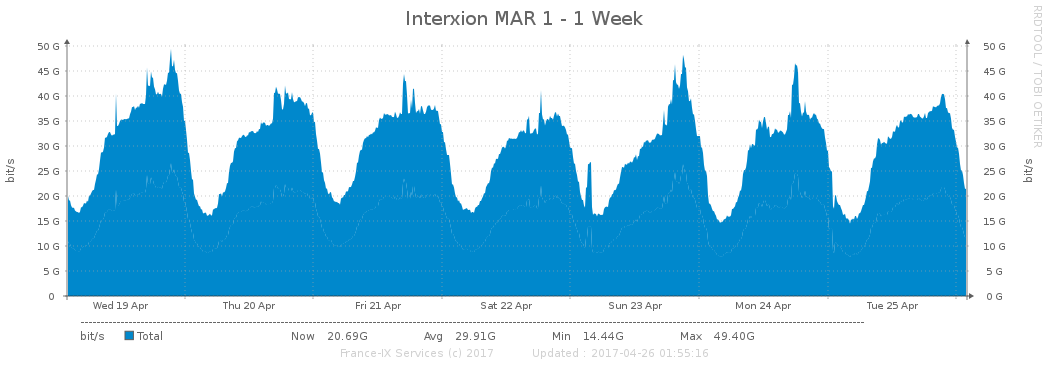 Interxion MAR 1 - 1 Week
RRDTOOL / TOBI OETIKER
bit/s
50 G
45 G
40 G
35 G
30 G
25 G
20 G
15 G
10 G
5 G
0
50 G
45 G
40 G
35 G
30 G
25 G
20 G
15 G
10 G
5 G
0 G
bit/s
Wed 19 Apr Thu 20 Apr Fri 21 Apr Sat 22 Apr Sun 23 Apr Mon 24 Apr Tue 25 Apr
bit/s Total Now 20.69G Avg 29.91G Min 14.44G Max 49.40G
France-IX Services (c) 2017 Updated : 2017-04-26 01:55:16